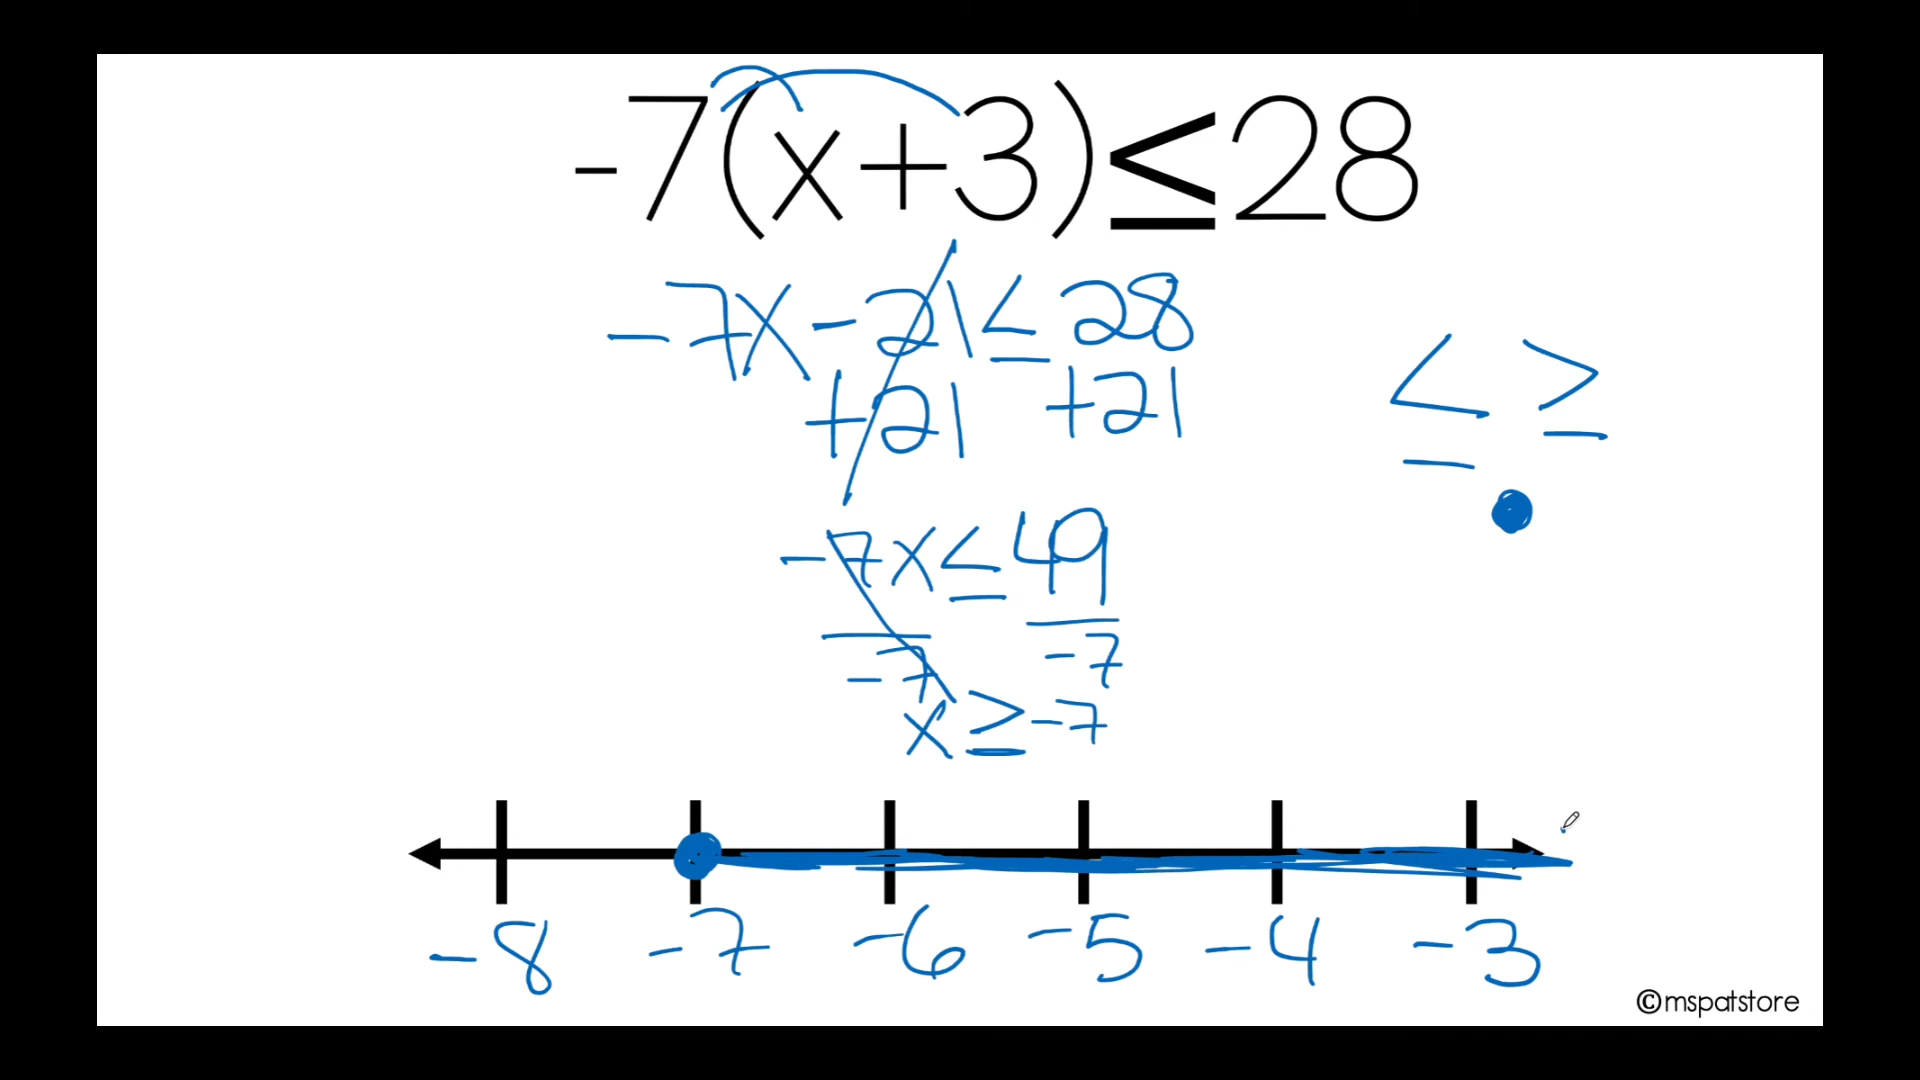 -7(x+3)≤28
-7x-21≤28
+21 +21
≤ ≥
-7x≤49
-7 -7
x≥-7
-8 -7 -6 -5 -4 -3
©mspatstore